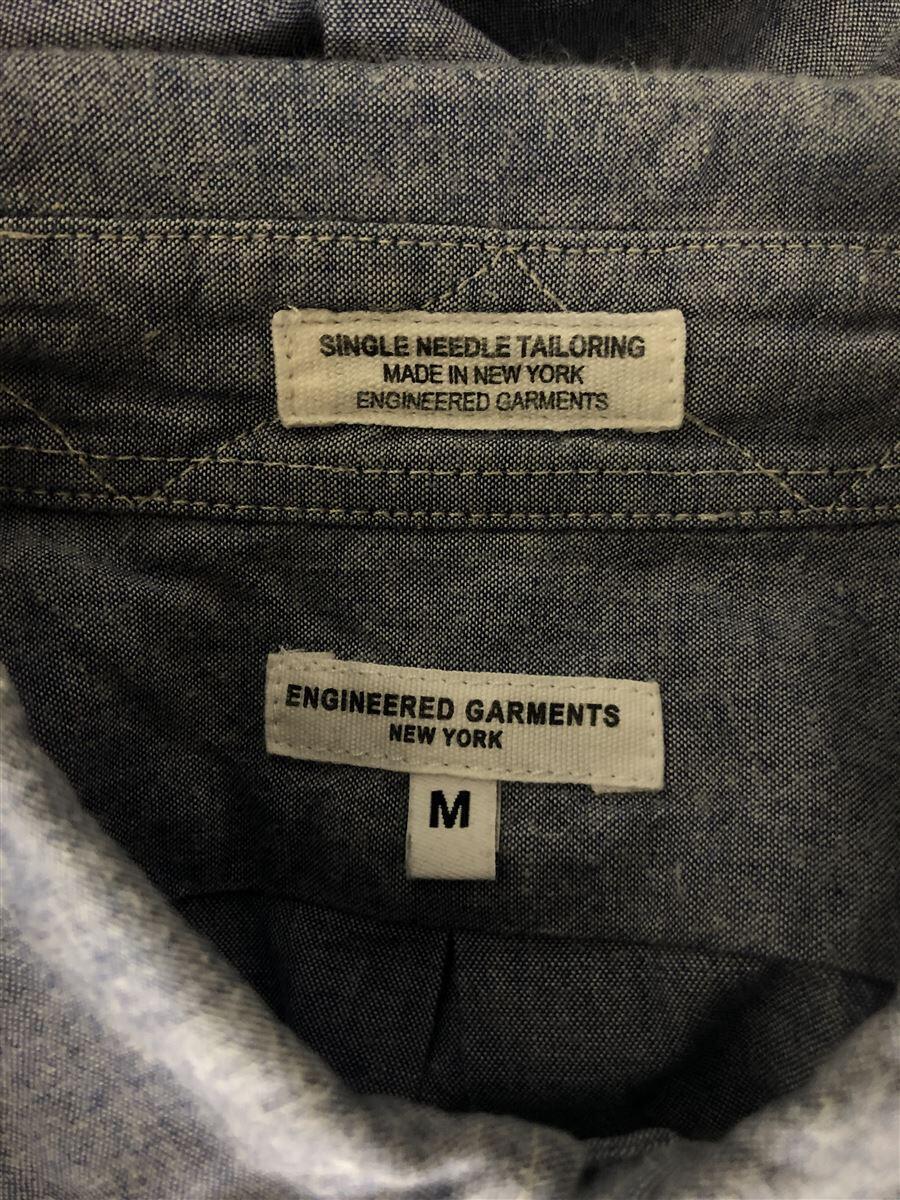 SINGLE NEEDLE TAILORING
MADE IN NEW YORK
ENGINEERED GARMENTS
ENGINEERED GARMENTS
NEW YORK
M